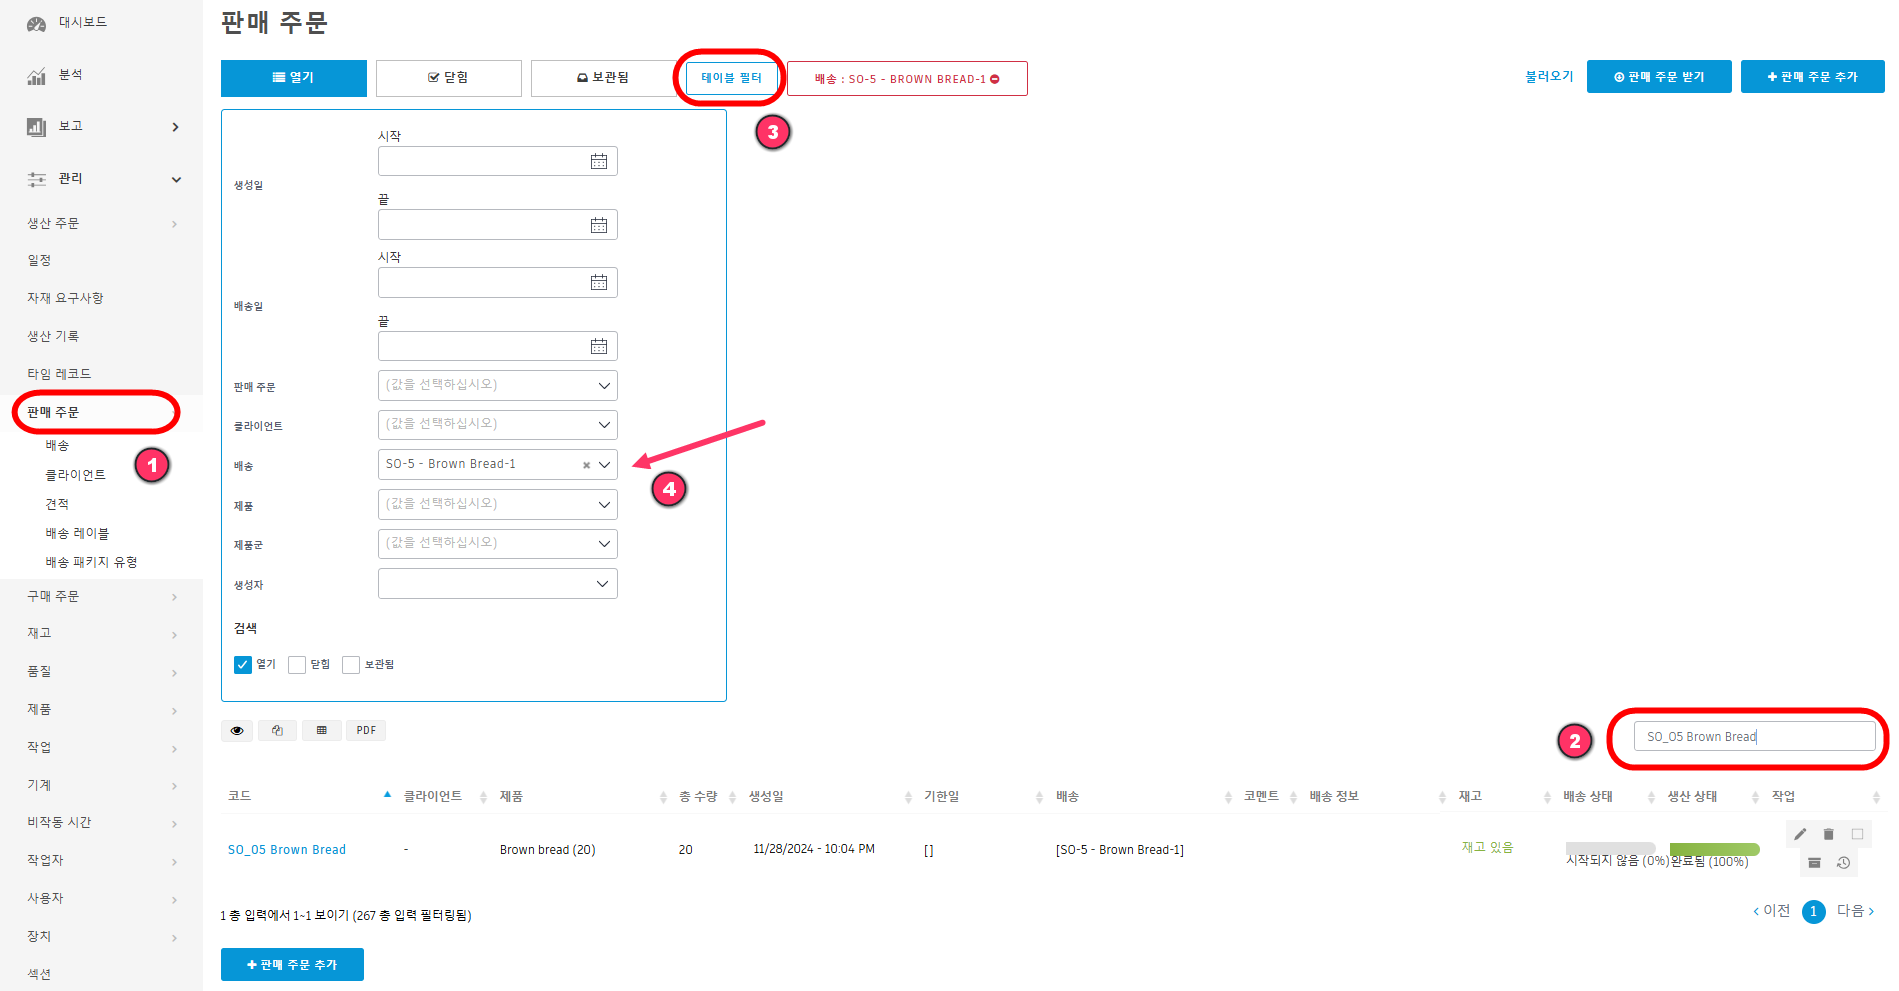 대시보드
분석
보고
관리
생산 주문
일정
자재 요구사항
생산 기록
타임 레코드
판매 주문
배송
클라이언트
견적
배송 레이블
배송 패키지 유형
구매 주문
재고
품질
제품
작업
기계
비작동 시간
작업자
사용자
장치
섹션
1
판매 주문
열기
닫힘
보관됨
테이블 필터
배송 : SO-5 - BROWN BREAD-1
불러오기
판매 주문 받기
판매 주문 추가
3
생성일
시작
끝
배송일
시작
끝
판매 주문 (값을 선택하십시오)
클라이언트 (값을 선택하십시오)
배송 SO-5 - Brown Bread-1
4
제품 (값을 선택하십시오)
제품군 (값을 선택하십시오)
생성자
검색
열기 닫힘 보관됨
PDF
2
SO_05 Brown Bread
코드 클라이언트 제품 총 수량 생성일 기한일 배송 코멘트 배송 정보 재고 배송 상태 생산 상태 작업
SO_05 Brown Bread - Brown bread (20) 20 11/28/2024 - 10:04 PM [] [SO-5 - Brown Bread-1] 재고 있음 시작되지 않음 (0%) 완료됨 (100%)
1 총 입력에서 1~1 보이기 (267 총 입력 필터링됨)
이전 1 다음
판매 주문 추가